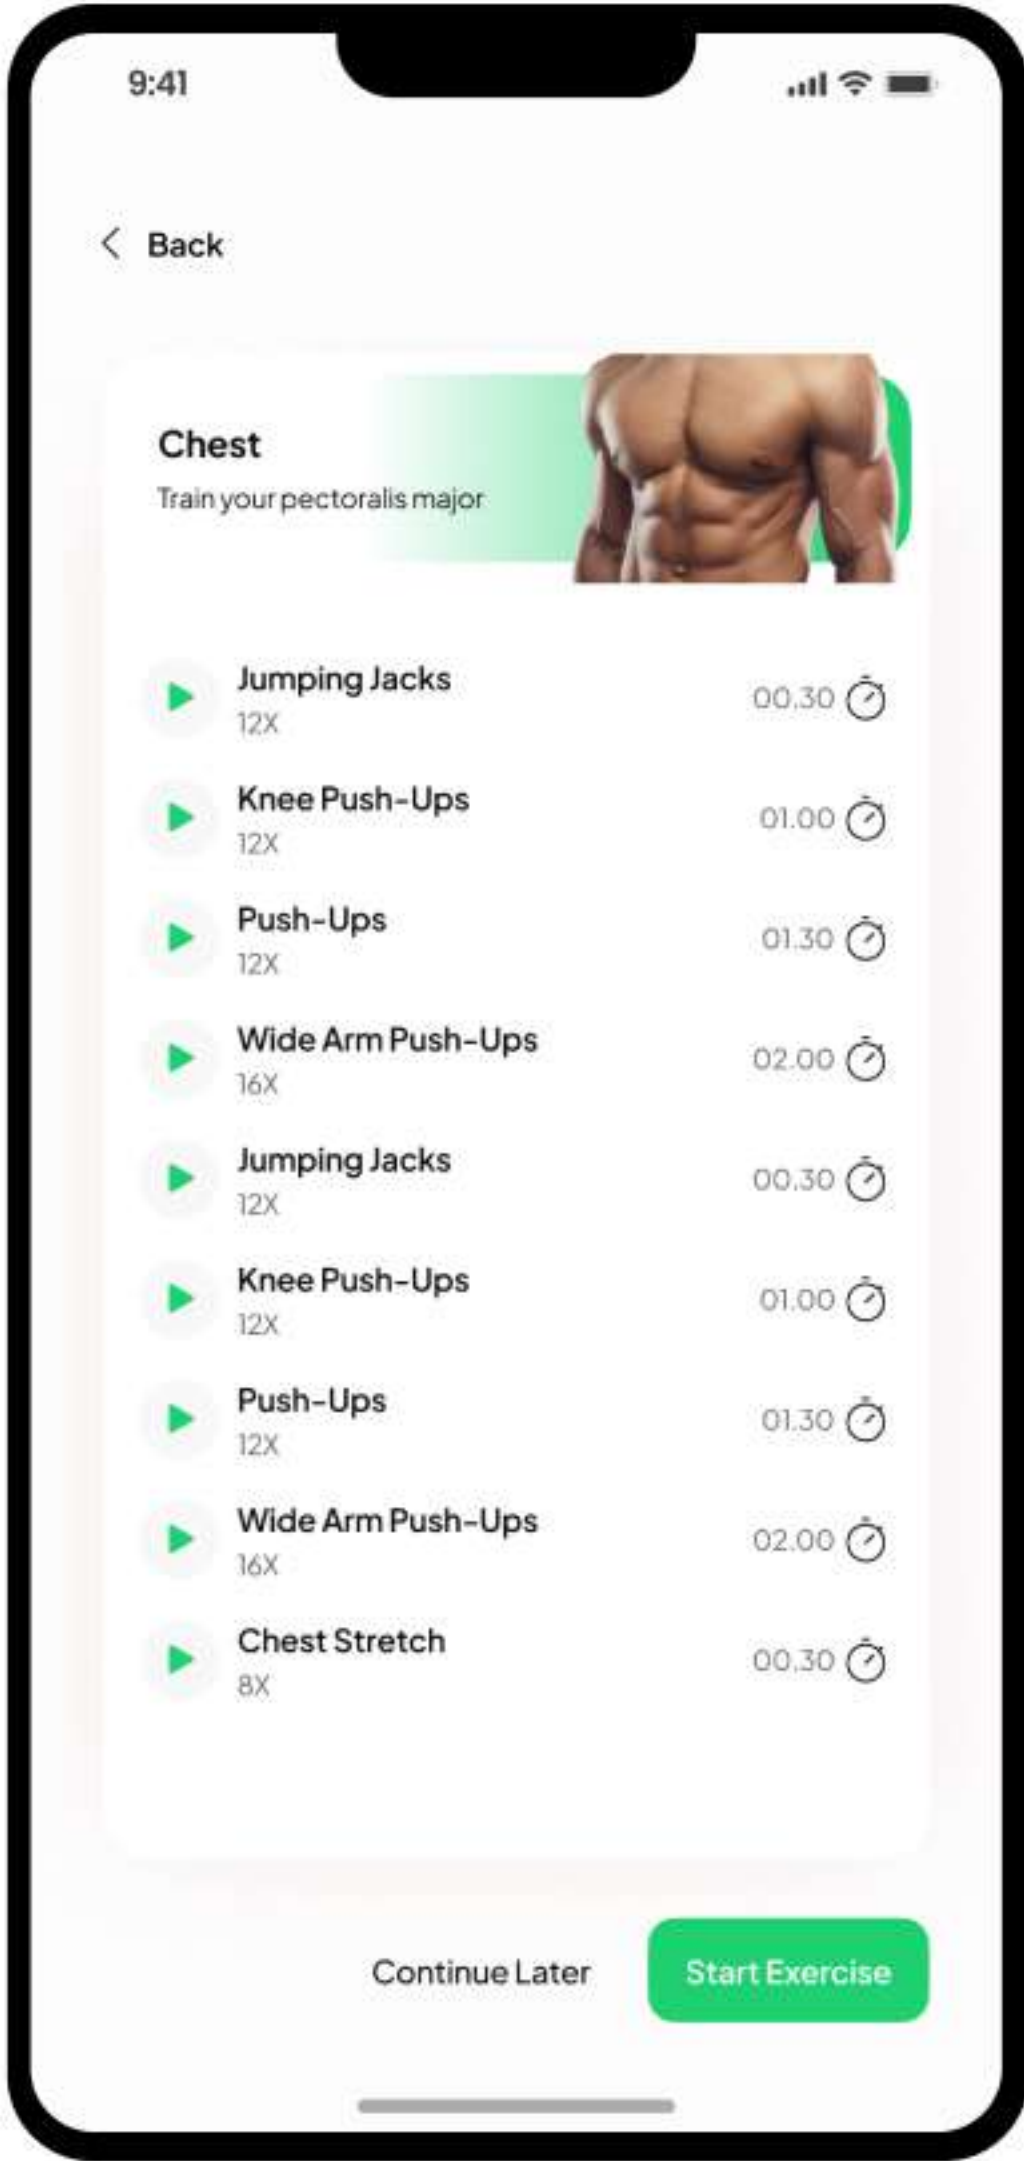 9:41
Back
Chest
Train your pectoralis major
Jumping Jacks
12X
00.30
Knee Push-Ups
12X
01.00
Push-Ups
12X
01.30
Wide Arm Push-Ups
16X
02.00
Jumping Jacks
12X
00.30
Knee Push-Ups
12X
01.00
Push-Ups
12X
01.30
Wide Arm Push-Ups
16X
02.00
Chest Stretch
8X
00.30
Continue Later
Start Exercise